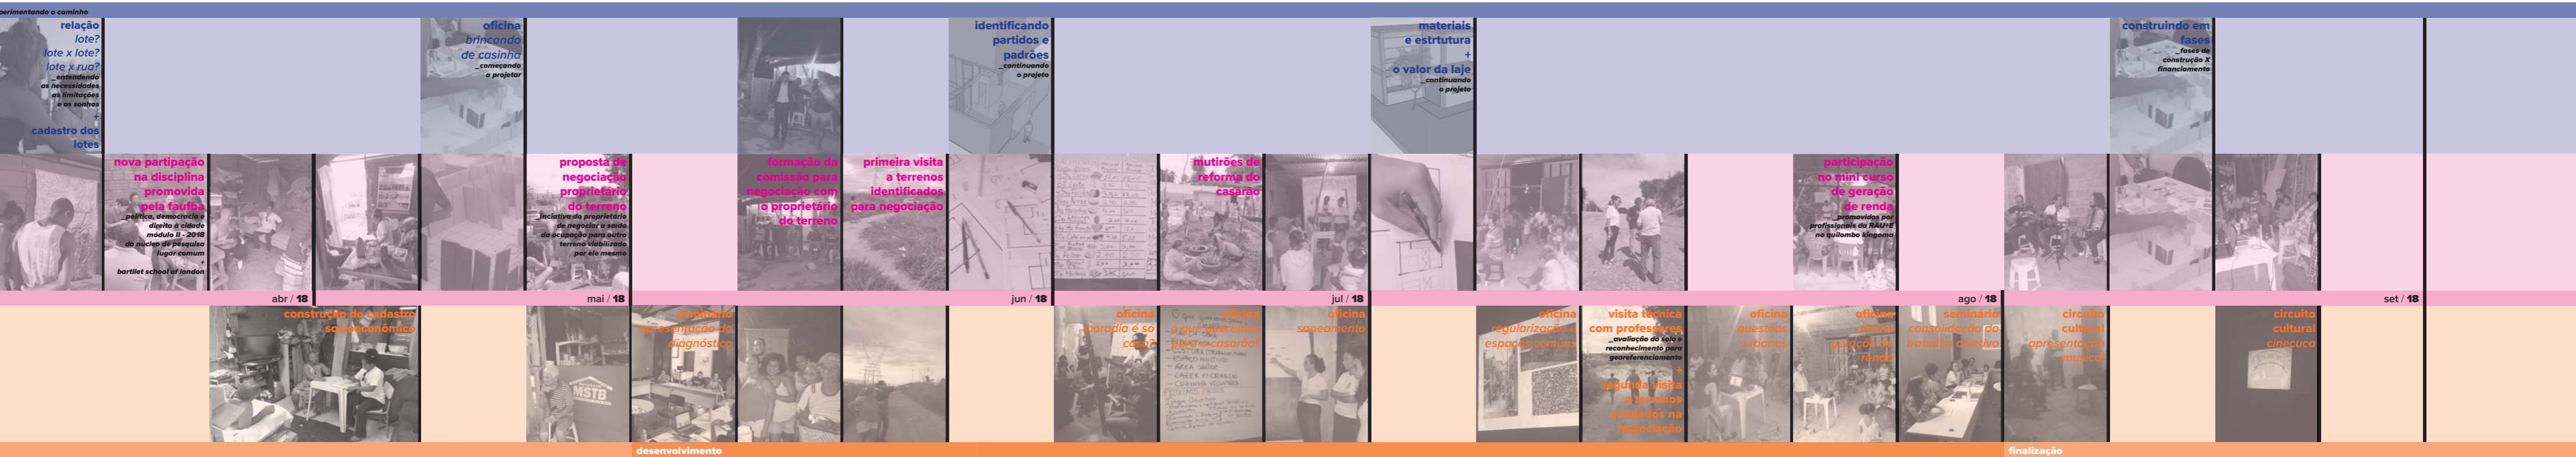 perimentando o caminho
relação
lote?
lote x lote?
lote x rua?
_entendendo
as necessidades
as limitações
e os sonhos
+
cadastro dos
lotes
oficina
brincando
de casinha
_começando
a projetar
identificando
partidos e
padrões
_continuando
o projeto
materiais
e estrtutura
+
o valor da laje
_continuando
o projeto
construindo em
fases
_fases de
construção X
financiamento
nova partipação
na disciplina
promovida
pela faufba
_política, democracia e
direito à cidade
módulo II - 2018
do núcleo de pesquisa
lugar comum
+
bartllet school of london
proposta de
negociação
proprietário
do terreno
_inciativa do proprietário
de negociar a saída
da ocupação para outro
terreno viabilizado
por ele mesmo
formação da
comissão para
negociação com
o proprietário
do terreno
primeira visita
a terrenos
identificados
para negociação
mutirões de
reforma do
casarão
participação
no mini curso
de geração
de renda
_promovidos por
profissionais da RAU+E
no quilombo kingoma
abr / 18
mai / 18
jun / 18
jul / 18
ago / 18
set / 18
construção do cadastro
socioeconômico
MSTB
seminário
apresentação do
diagnóstico
oficina
moradia é só
casa?
oficina
o que queremos
para o casarão?
oficina
saneamento
oficina
regularização e
espaços comuns
visita técnica
com professores
_avaliação do solo e
reconhecimento para
georeferenciamento
+
segunda visita
a terrenos
sondados na
negociação
oficina
questões
urbanas
oficina
geração de
renda
seminário
consolidação do
trabalho coletivo
circuito
cultural
apresentação
musical
circuito
cultural
cinecuca
desenvolvimento
finalização